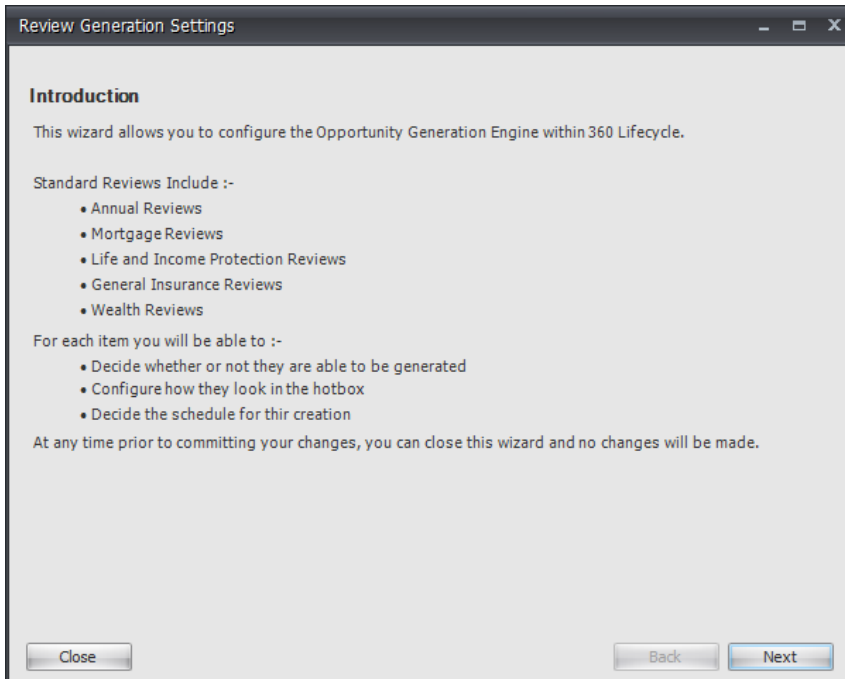 Review Generation Settings
Introduction
This wizard allows you to configure the Opportunity Generation Engine within 360 Lifecycle.
Standard Reviews Include :-
• Annual Reviews
• Mortgage Reviews
• Life and Income Protection Reviews
• General Insurance Reviews
• Wealth Reviews
For each item you will be able to :-
• Decide whether or not they are able to be generated
• Configure how they look in the hotbox
• Decide the schedule for thir creation
At any time prior to committing your changes, you can close this wizard and no changes will be made.
Close Back Next